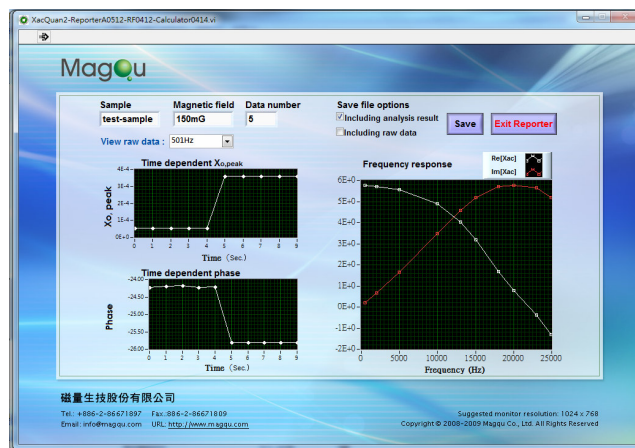 XacQuan2-ReporterA0512-RF0412-Calculator0414.vi
MagQu
Sample Magnetic field Data number Save file options
test-sample 150mG 5 Including analysis result Save Exit Reporter
Including raw data
View raw data : 501Hz
Time dependent Xo,peak
Xo, peak
4E-4
3E-4
2E-4
1E-4
0E+0
0 1 2 3 4 5 6 7 8 9
Time (Sec.)
Time dependent phase
Phase
-24.00
-25.00
-26.00
0 1 2 3 4 5 6 7 8 9
Time (Sec.)
Frequency response
Re[Xac]
Im[Xac]
6E+0
5E+0
4E+0
3E+0
2E+0
1E+0
0E+0
-1E+0
-2E+0
0 5000 10000 15000 20000 25000
Frequency (Hz)
磁量生技股份有限公司
Tel.: +886-2-86671897 Fax.:886-2-86671809
Email: info@magqu.com URL: http://www.magqu.com
Suggested monitor resolution: 1024 x 768
Copyright © 2008-2009 Magqu Co., Ltd. All Rights Reserved